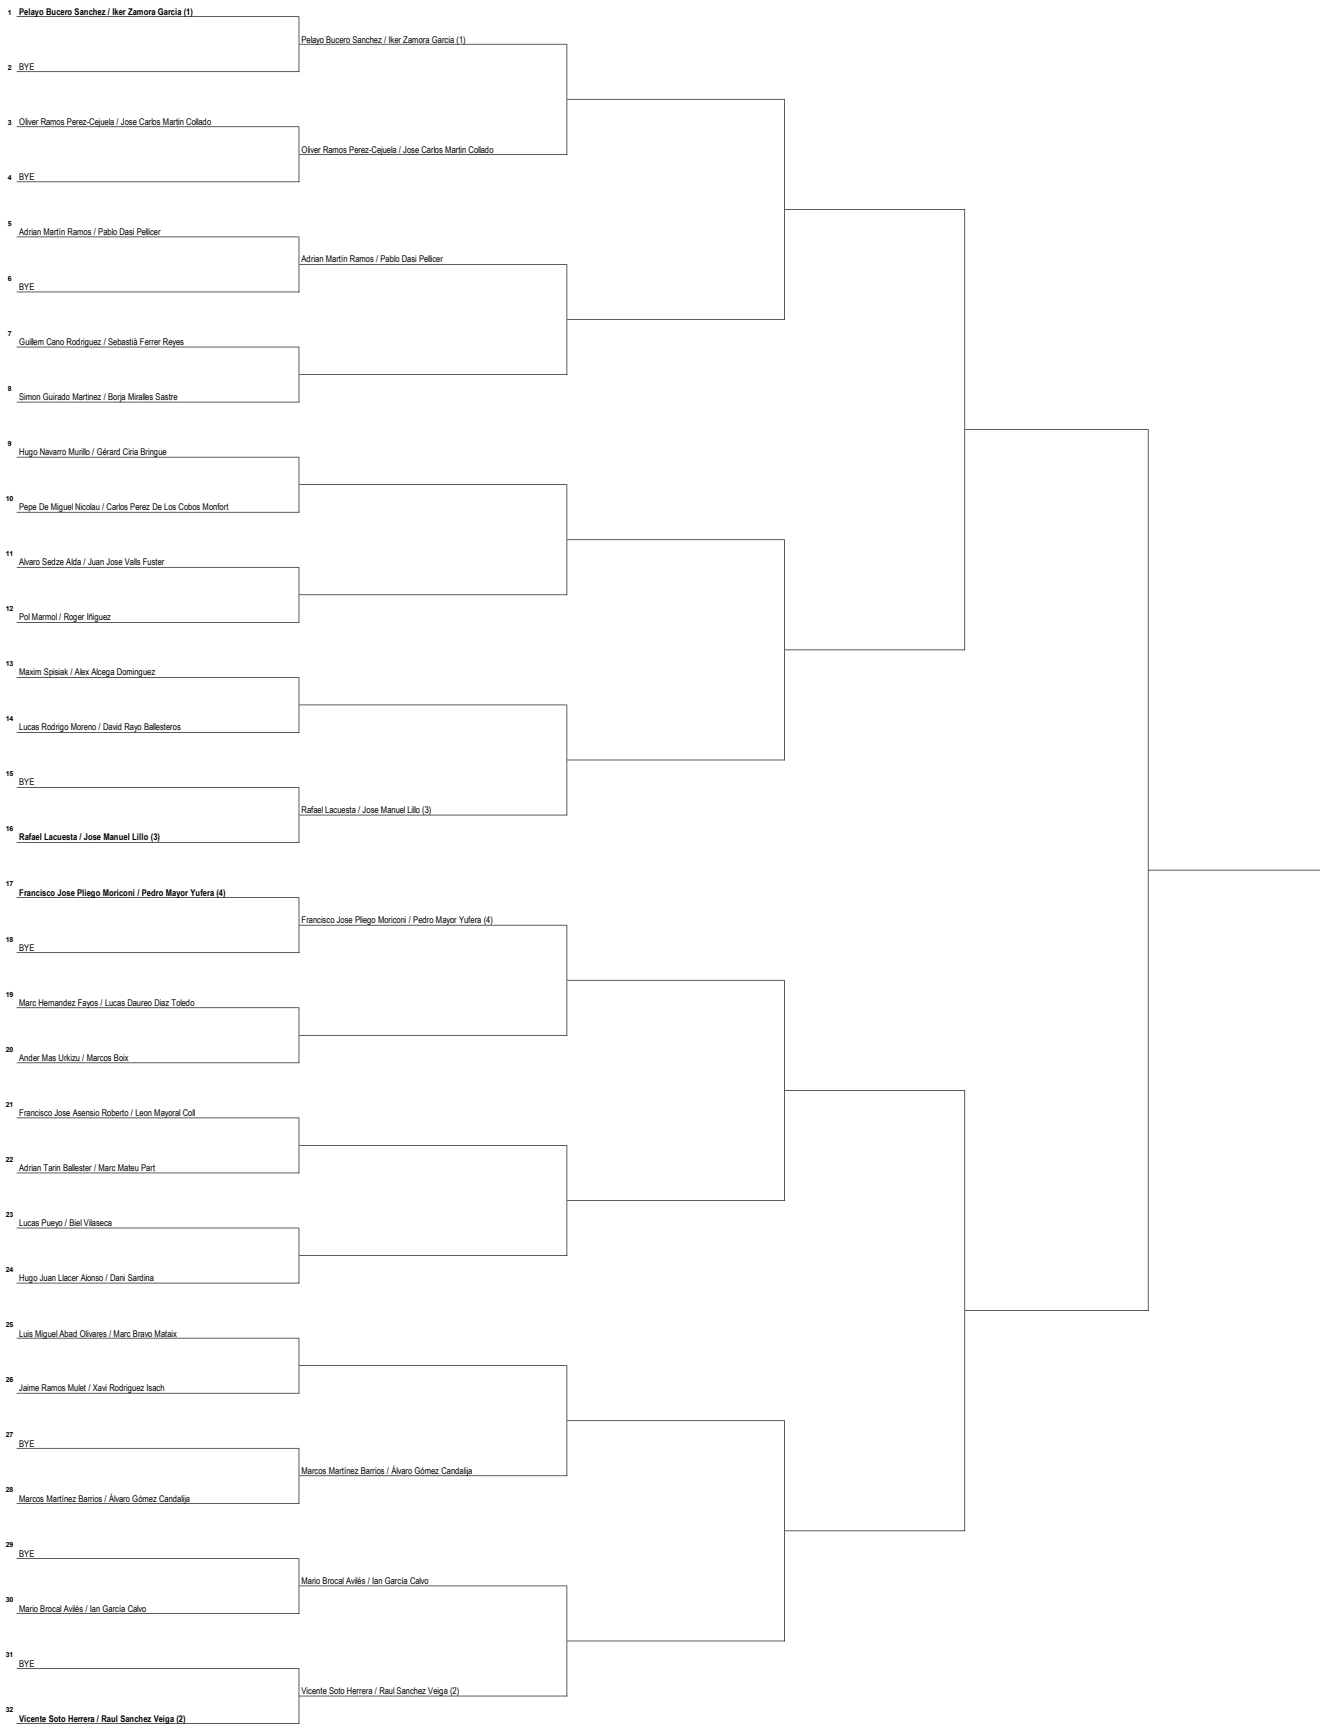 1 Pelayo Bucero Sanchez / Iker Zamora Garcia (1)
Pelayo Bucero Sanchez / Iker Zamora Garcia (1)
2 BYE
3 Oliver Ramos Perez-Cejuela / Jose Carlos Martin Collado
Oliver Ramos Perez-Cejuela / Jose Carlos Martin Collado
4 BYE
5 Adrian Martín Ramos / Pablo Dasi Pellicer
Adrian Martín Ramos / Pablo Dasi Pellicer
6 BYE
7 Guillem Cano Rodriguez / Sebastià Ferrer Reyes
8 Simon Guirado Martinez / Borja Miralles Sastre
9 Hugo Navarro Murillo / Gérard Ciria Bringue
10 Pepe De Miguel Nicolau / Carlos Perez De Los Cobos Monfort
11 Alvaro Sedze Alda / Juan Jose Valls Fuster
12 Pol Marmol / Roger Iñiguez
13 Maxim Spisiak / Alex Alcega Dominguez
14 Lucas Rodrigo Moreno / David Rayo Ballesteros
15 BYE
Rafael Lacuesta / Jose Manuel Lillo (3)
16 Rafael Lacuesta / Jose Manuel Lillo (3)
17 Francisco Jose Pliego Moriconi / Pedro Mayor Yufera (4)
Francisco Jose Pliego Moriconi / Pedro Mayor Yufera (4)
18 BYE
19 Marc Hernandez Fayos / Lucas Daureo Diaz Toledo
20 Ander Mas Urkizu / Marcos Boix
21 Francisco Jose Asensio Roberto / Leon Mayoral Coll
22 Adrian Tarin Ballester / Marc Mateu Part
23 Lucas Pueyo / Biel Vilaseca
24 Hugo Juan Llacer Alonso / Dani Sardina
25 Luis Miguel Abad Olivares / Marc Bravo Mataix
26 Jaime Ramos Mulet / Xavi Rodriguez Isach
27 BYE
Marcos Martínez Barrios / Álvaro Gómez Candalija
28 Marcos Martínez Barrios / Álvaro Gómez Candalija
29 BYE
Mario Brocal Avilés / Ian García Calvo
30 Mario Brocal Avilés / Ian García Calvo
31 BYE
Vicente Soto Herrera / Raul Sanchez Veiga (2)
32 Vicente Soto Herrera / Raul Sanchez Veiga (2)